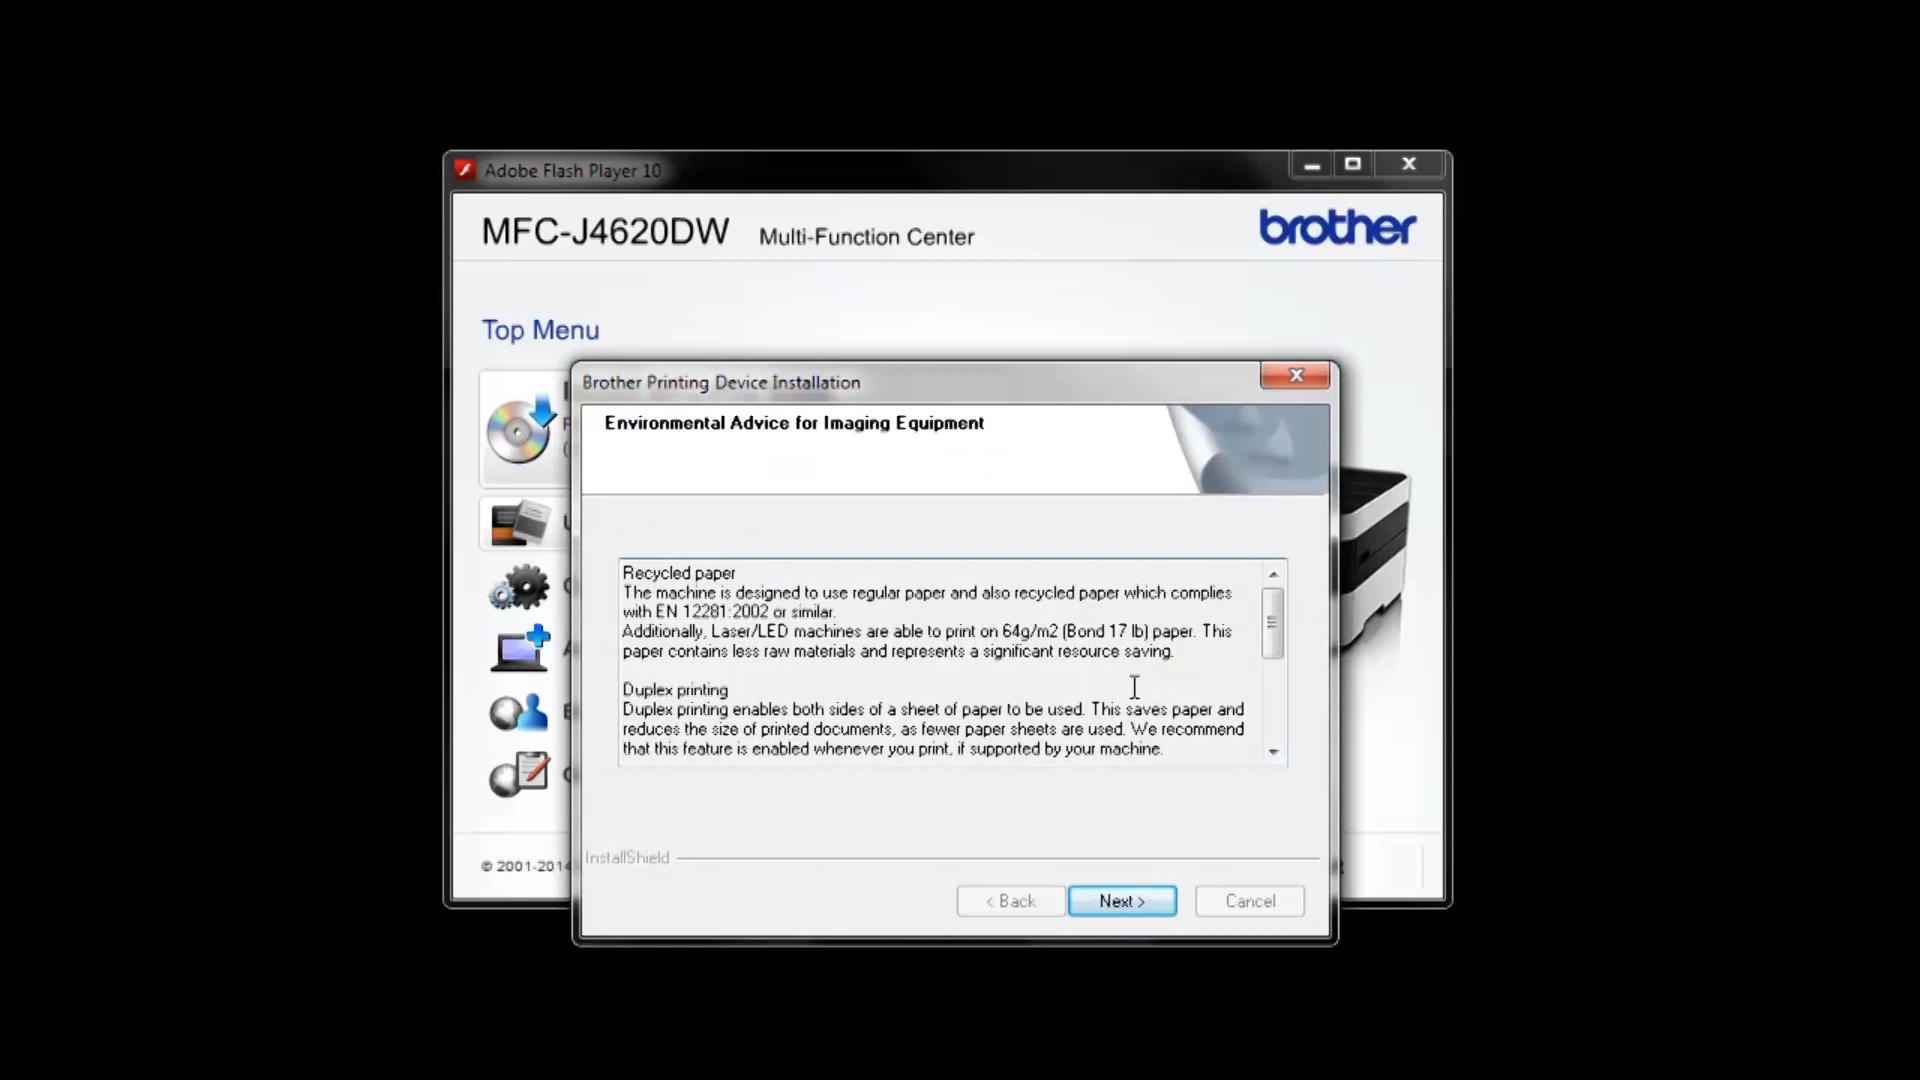 Adobe Flash Player 10
MFC-J4620DW Multi-Function Center
brother
Top Menu
Brother Printing Device Installation
Environmental Advice for Imaging Equipment
Recycled paper
The machine is designed to use regular paper and also recycled paper which complies
with EN 12281:2002 or similar.
Additionally, Laser/LED machines are able to print on 64g/m2 (Bond 17 lb) paper. This
paper contains less raw materials and represents a significant resource saving.
Duplex printing
Duplex printing enables both sides of a sheet of paper to be used. This saves paper and
reduces the size of printed documents, as fewer paper sheets are used. We recommend
that this feature is enabled whenever you print, if supported by your machine.
InstallShield
© 2001-2014
< Back
Next >
Cancel